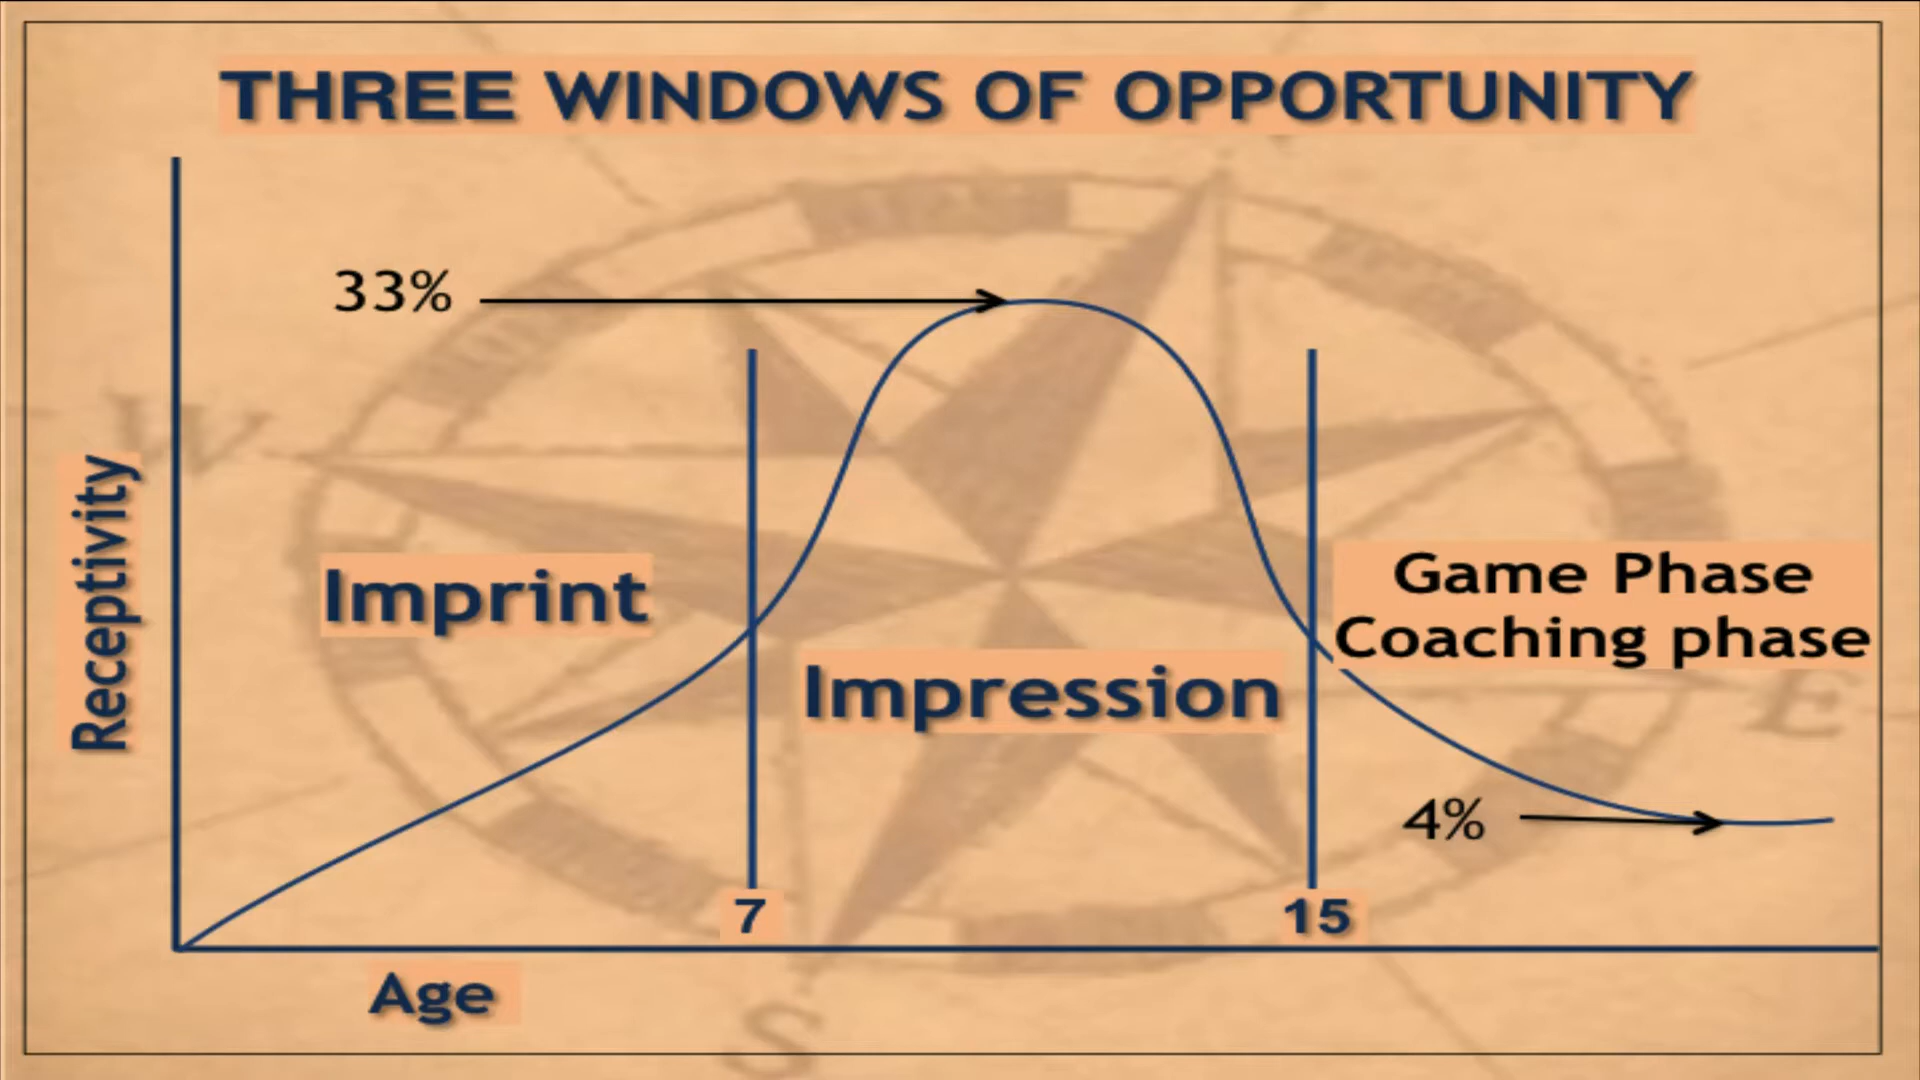 THREE WINDOWS OF OPPORTUNITY
33%
W
Receptivity
Imprint
Impression
Game Phase
Coaching phase
E
4%
7
15
Age
S